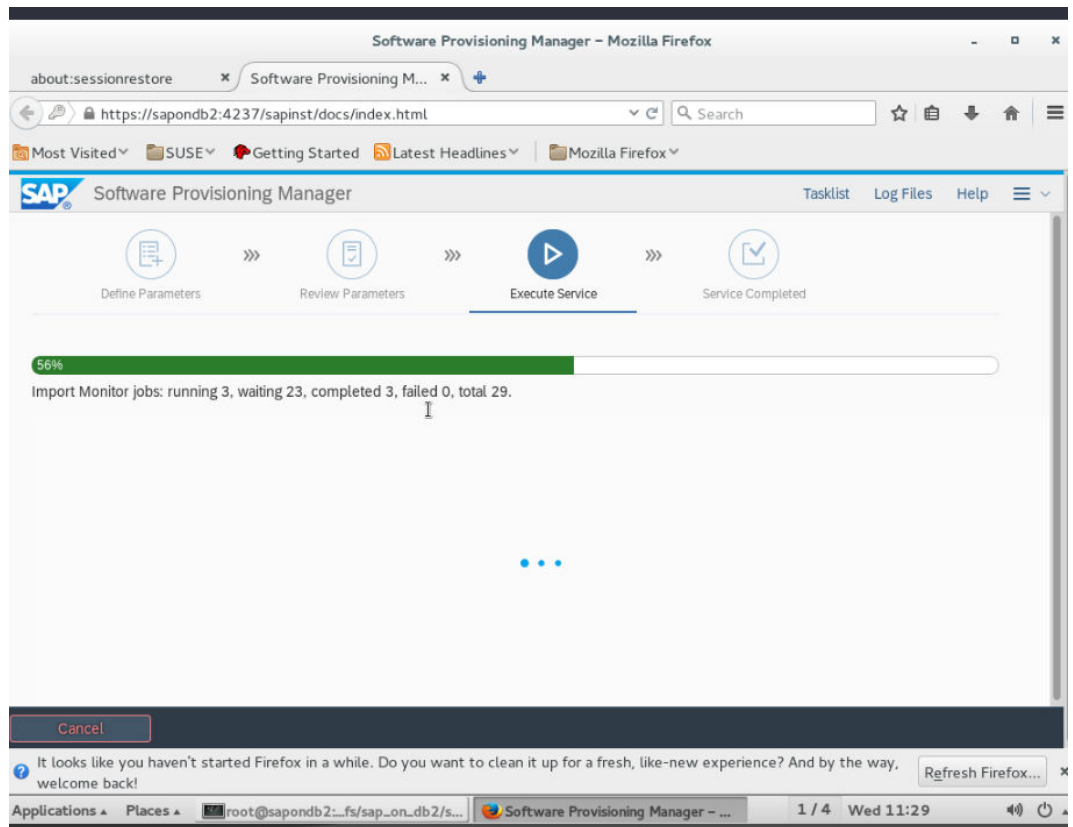 Software Provisioning Manager – Mozilla Firefox
about:sessionrestore
Software Provisioning M...
https://sapondb2:4237/sapinst/docs/index.html
Search
Most Visited
SUSE
Getting Started
Latest Headlines
Mozilla Firefox
SAP
Software Provisioning Manager
Tasklist
Log Files
Help
Define Parameters
Review Parameters
Execute Service
Service Completed
56%
Import Monitor jobs: running 3, waiting 23, completed 3, failed 0, total 29.
Cancel
It looks like you haven't started Firefox in a while. Do you want to clean it up for a fresh, like-new experience? And by the way,
welcome back!
Refresh Firefox...
Applications
Places
root@sapondb2:_fs/sap_on_db2/s...
Software Provisioning Manager – ...
1 / 4
Wed 11:29